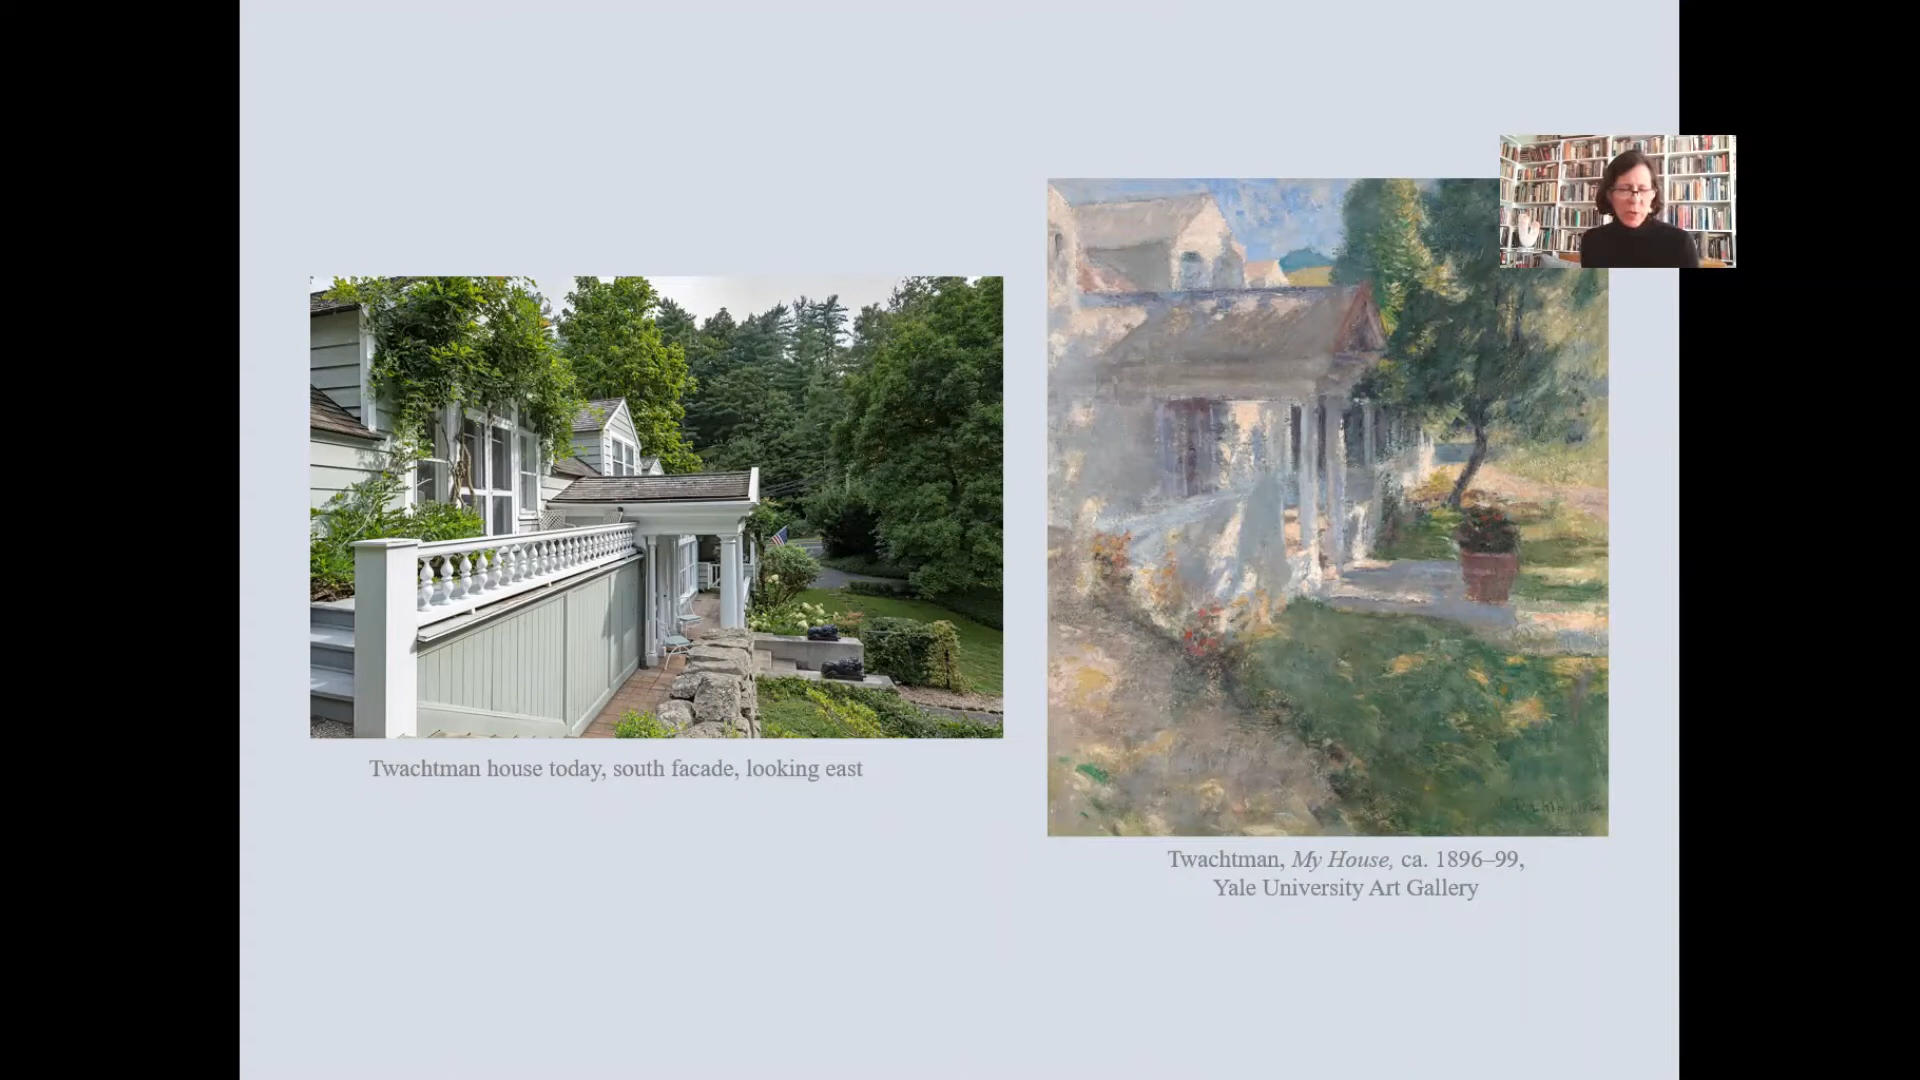 Twachtman house today, south facade, looking east
Twachtman, My House, ca. 1896–99,
Yale University Art Gallery